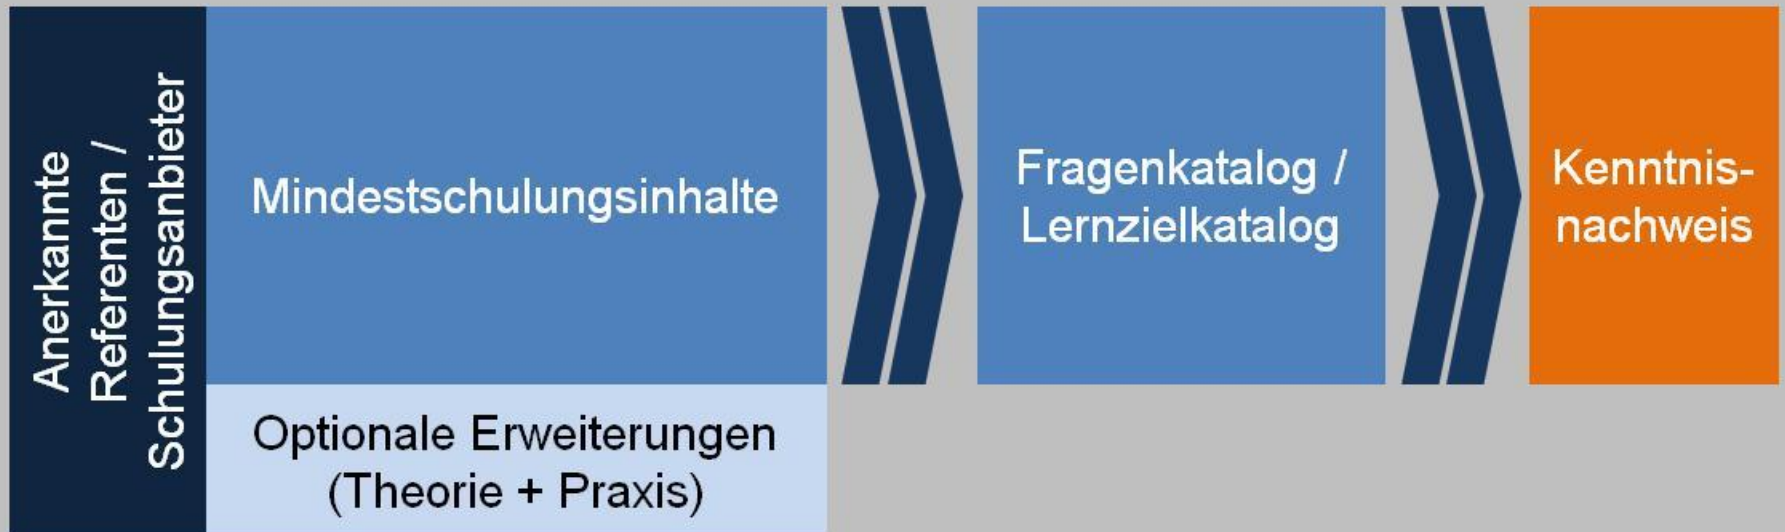 Anerkannte
Referenten /
Schulungsanbieter
Mindestschulungsinhalte
Optionale Erweiterungen
(Theorie + Praxis)
Fragenkatalog /
Lernzielkatalog
Kenntnis-
nachweis